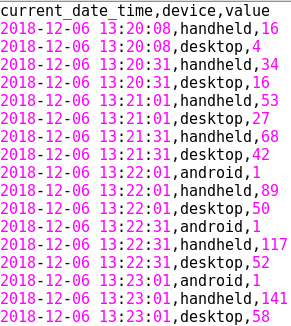 current_date_time,device,value
2018-12-06 13:20:08,handheld,16
2018-12-06 13:20:08,desktop,4
2018-12-06 13:20:31,handheld,34
2018-12-06 13:20:31,desktop,16
2018-12-06 13:21:01,handheld,53
2018-12-06 13:21:01,desktop,27
2018-12-06 13:21:31,handheld,68
2018-12-06 13:21:31,desktop,42
2018-12-06 13:22:01,android,1
2018-12-06 13:22:01,handheld,89
2018-12-06 13:22:01,desktop,50
2018-12-06 13:22:31,android,1
2018-12-06 13:22:31,handheld,117
2018-12-06 13:22:31,desktop,52
2018-12-06 13:23:01,android,1
2018-12-06 13:23:01,handheld,141
2018-12-06 13:23:01,desktop,58